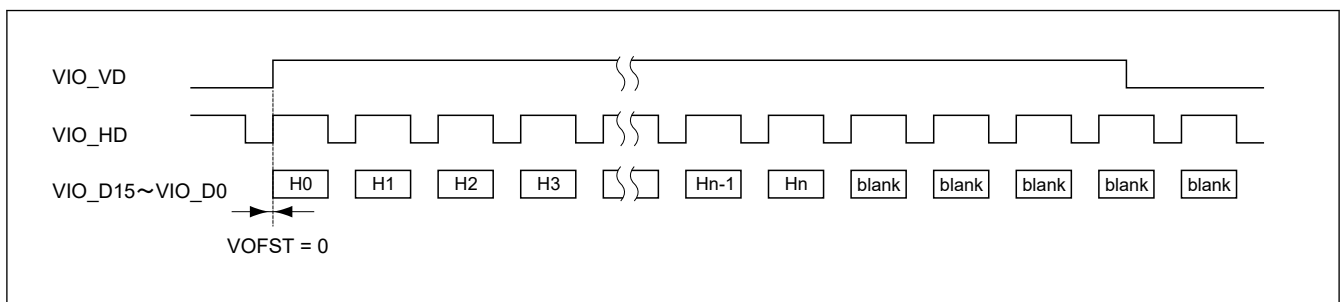 VIO_VD
VIO_HD
VIO_D15～VIO_D0 H0 H1 H2 H3 Hn-1 Hn blank blank blank blank blank
VOFST = 0